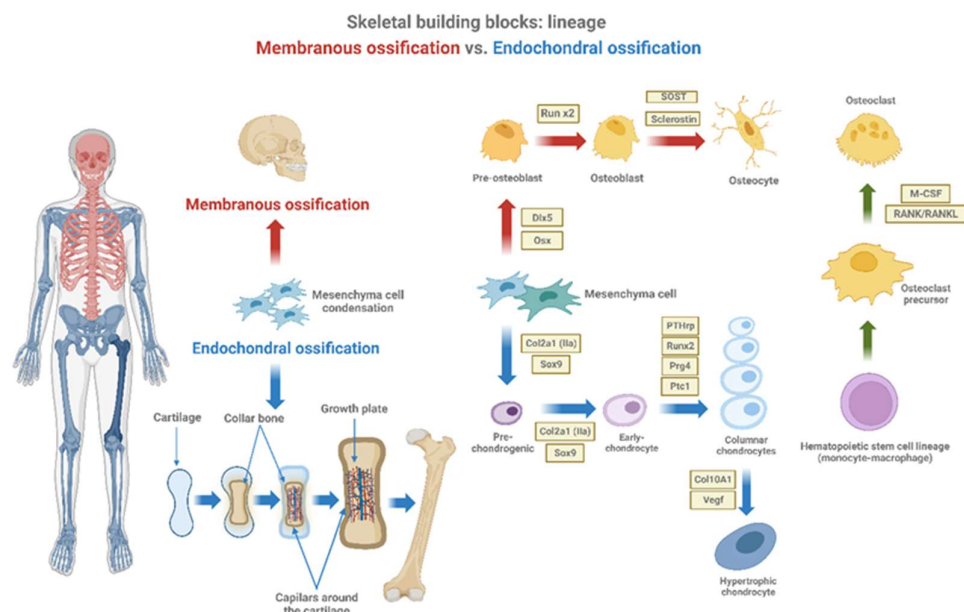 Skeletal building blocks: lineage
Membranous ossification vs. Endochondral ossification
Membranous ossification
Mesenchyma cell
condensation
Endochondral ossification
Cartilage
Collar bone
Growth plate
Capilars around
the cartilage
Pre-osteoblast
Run x2
Osteoblast
SOST
Sclerostin
Osteocyte
Dlx5
Osx
Mesenchyma cell
Col2a1 (IIa)
Sox9
Pre-
chondrogenic
Col2a1 (IIa)
Sox9
Early-
chondrocyte
PTHrp
Runx2
Prg4
Ptc1
Columnar
chondrocytes
Col10A1
Vegf
Hypertrophic
chondrocyte
Osteoclast
M-CSF
RANK/RANKL
Osteoclast
precursor
Hematopoietic stem cell lineage
(monocyte-macrophage)